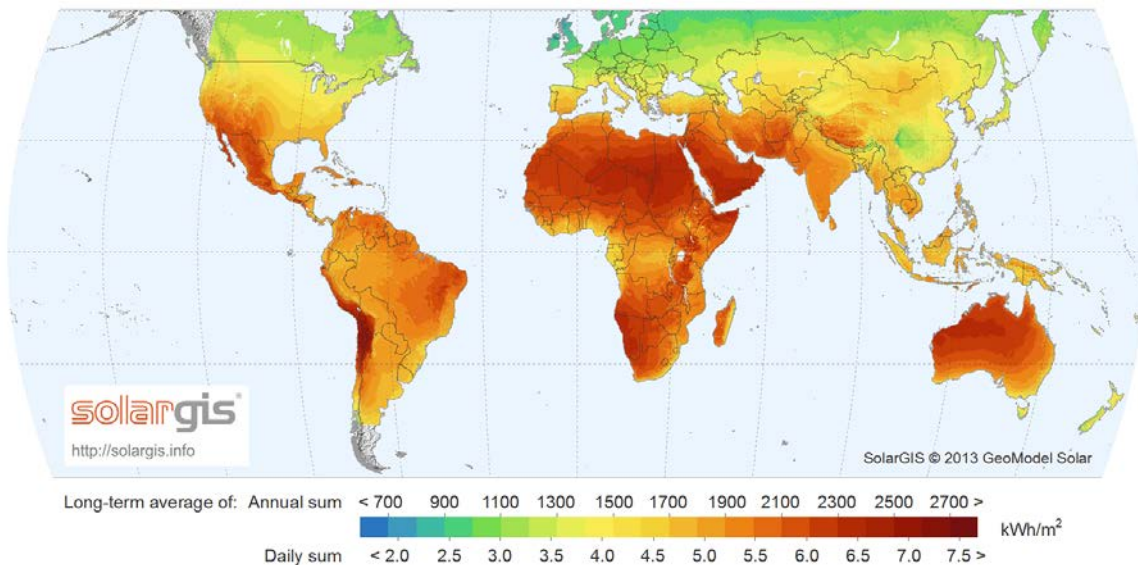 solargis®
http://solargis.info
SolarGIS © 2013 GeoModel Solar
Long-term average of: Annual sum < 700 900 1100 1300 1500 1700 1900 2100 2300 2500 2700 >
kWh/m²
Daily sum < 2.0 2.5 3.0 3.5 4.0 4.5 5.0 5.5 6.0 6.5 7.0 7.5 >